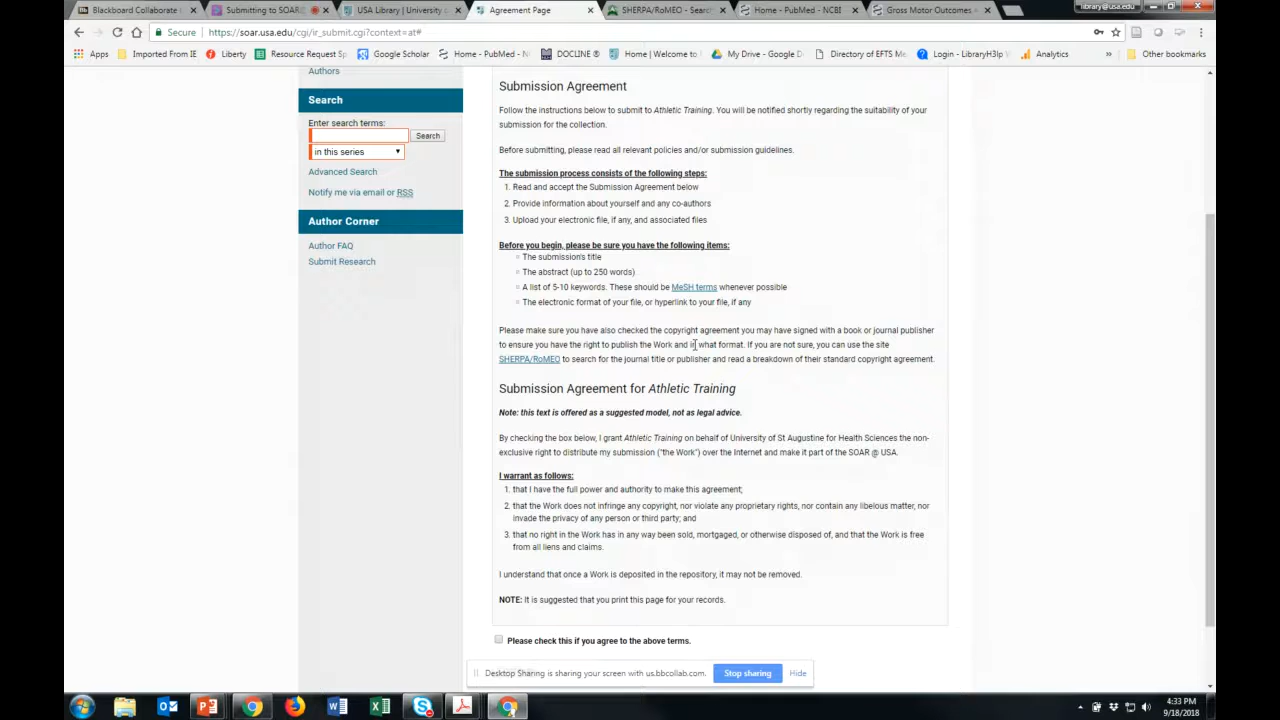 Blackboard Collaborate
Submitting to SOAR@
USA Library | University o
Agreement Page
SHERPA/RoMEO - Search
Home - PubMed - NCBI
Gross Motor Outcomes
library@usa.edu
Secure
https://soar.usa.edu/cgi/ir_submit.cgi?context=at#
Apps
Imported From IE
Liberty
Resource Request Sp
Google Scholar
Home - PubMed - N
DOCLINE ®
Home | Welcome to
My Drive - Google D
Directory of EFTS Me
Login - LibraryH3lp
Analytics
»
Other bookmarks
Authors
Search
Enter search terms:
Search
in this series
Advanced Search
Notify me via email or RSS
Author Corner
Author FAQ
Submit Research
Submission Agreement
Follow the instructions below to submit to Athletic Training. You will be notified shortly regarding the suitability of your
submission for the collection.
Before submitting, please read all relevant policies and/or submission guidelines.
The submission process consists of the following steps:
1. Read and accept the Submission Agreement below
2. Provide information about yourself and any co-authors
3. Upload your electronic file, if any, and associated files
Before you begin, please be sure you have the following items:
The submission's title
The abstract (up to 250 words)
A list of 5-10 keywords. These should be MeSH terms whenever possible
The electronic format of your file, or hyperlink to your file, if any
Please make sure you have also checked the copyright agreement you may have signed with a book or journal publisher
to ensure you have the right to publish the Work and in what format. If you are not sure, you can use the site
SHERPA/RoMEO to search for the journal title or publisher and read a breakdown of their standard copyright agreement.
Submission Agreement for Athletic Training
Note: this text is offered as a suggested model, not as legal advice.
By checking the box below, I grant Athletic Training on behalf of University of St Augustine for Health Sciences the non-
exclusive right to distribute my submission ("the Work") over the Internet and make it part of the SOAR @ USA.
I warrant as follows:
1. that I have the full power and authority to make this agreement;
2. that the Work does not infringe any copyright, nor violate any proprietary rights, nor contain any libelous matter, nor
invade the privacy of any person or third party; and
3. that no right in the Work has in any way been sold, mortgaged, or otherwise disposed of, and that the Work is free
from all liens and claims.
I understand that once a Work is deposited in the repository, it may not be removed.
NOTE: It is suggested that you print this page for your records.
Please check this if you agree to the above terms.
Desktop Sharing is sharing your screen with us.bbcollab.com.
Stop sharing
Hide
4:33 PM
9/18/2018